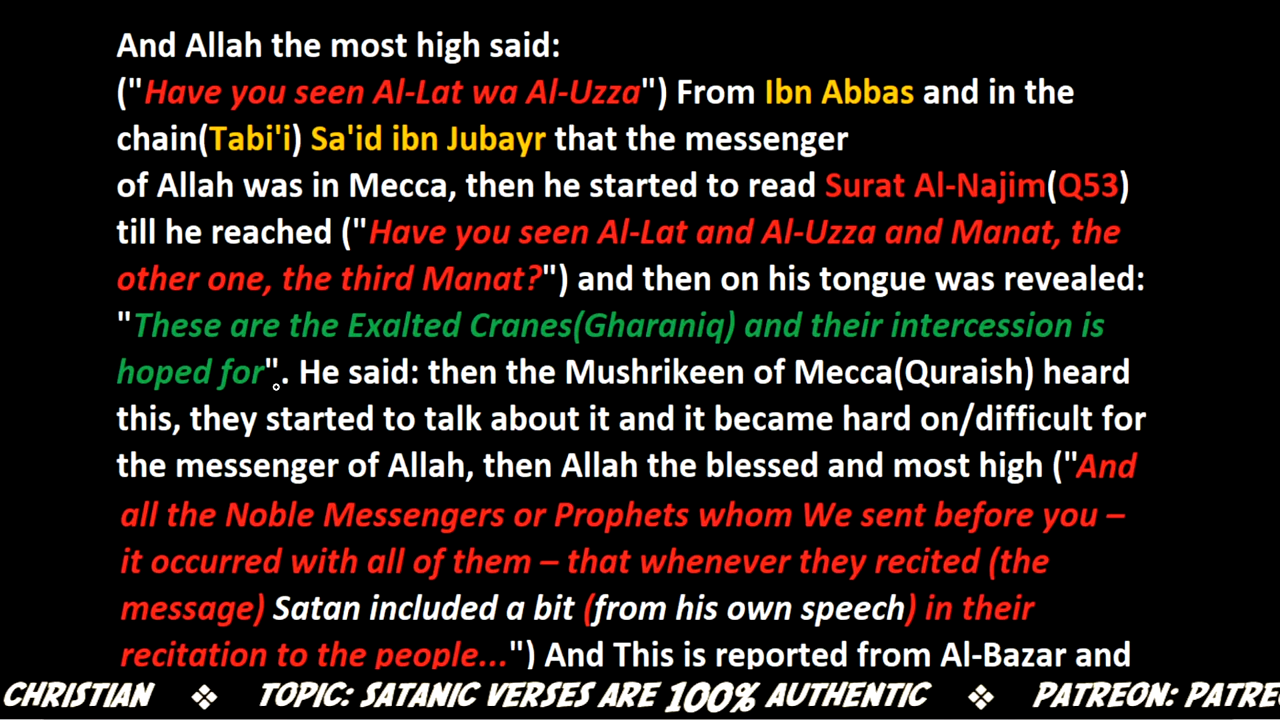 And Allah the most high said:
("Have you seen Al-Lat wa Al-Uzza") From Ibn Abbas and in the
chain(Tabi'i) Sa'id ibn Jubayr that the messenger
of Allah was in Mecca, then he started to read Surat Al-Najim(Q53)
till he reached ("Have you seen Al-Lat and Al-Uzza and Manat, the
other one, the third Manat?") and then on his tongue was revealed:
"These are the Exalted Cranes(Gharaniq) and their intercession is
hoped for". He said: then the Mushrikeen of Mecca(Quraish) heard
this, they started to talk about it and it became hard on/difficult for
the messenger of Allah, then Allah the blessed and most high ("And
all the Noble Messengers or Prophets whom We sent before you –
it occurred with all of them – that whenever they recited (the
message) Satan included a bit (from his own speech) in their
recitation to the people...") And This is reported from Al-Bazar and
CHRISTIAN ❖ TOPIC: SATANIC VERSES ARE 100% AUTHENTIC ❖ PATREON: PATRE